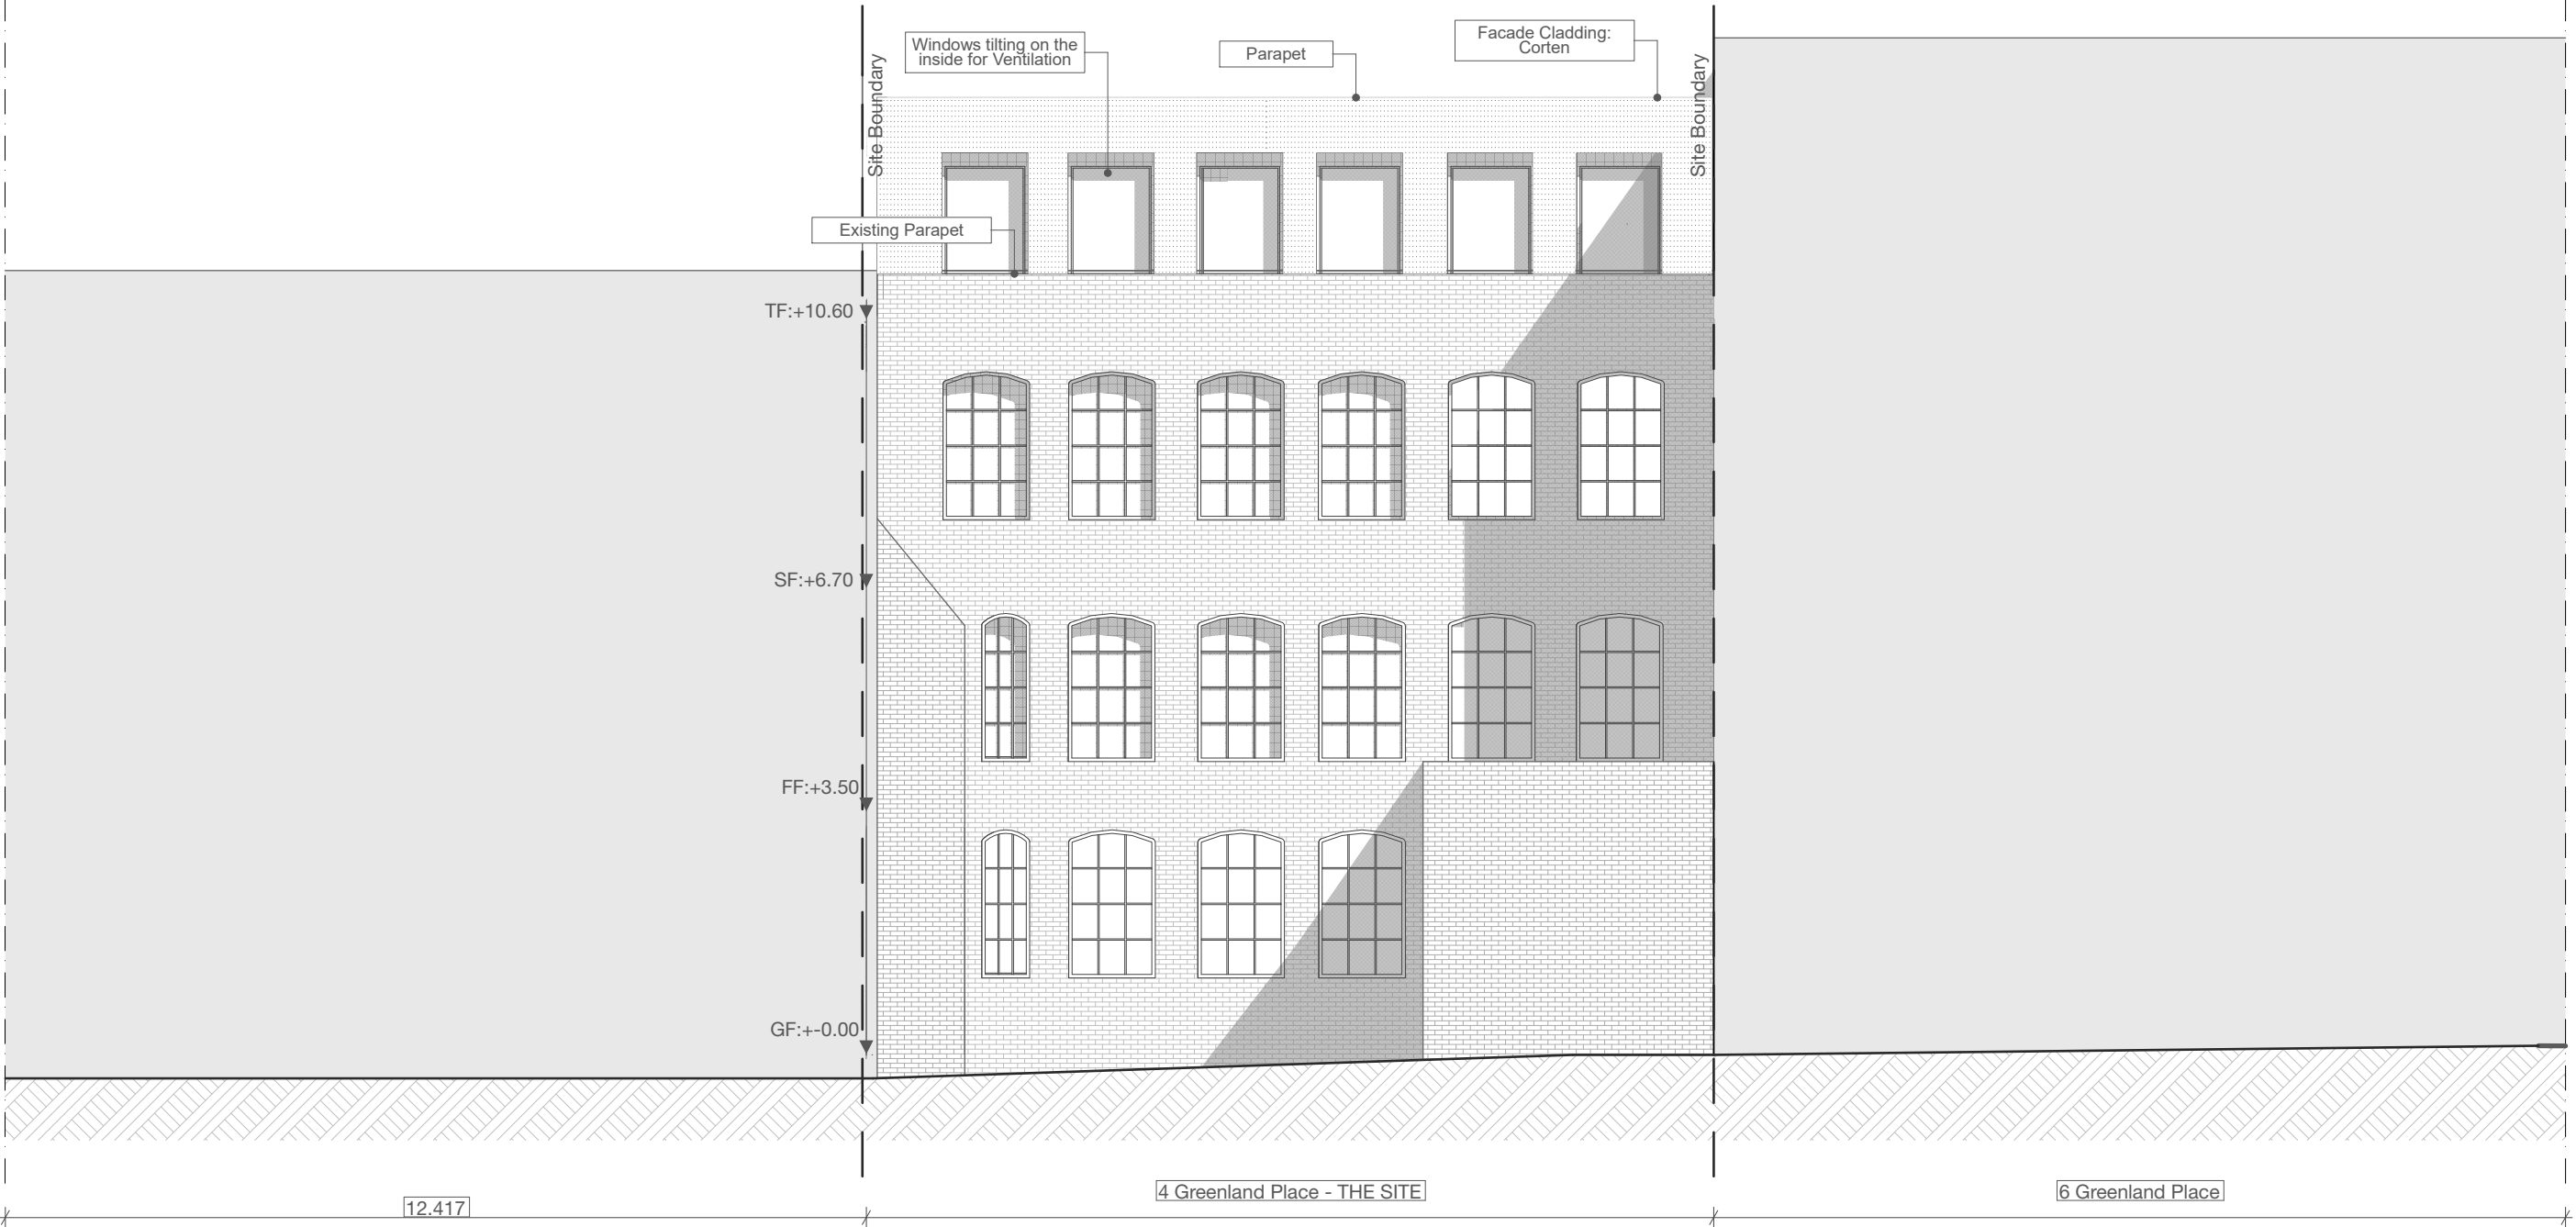 Windows tilting on the
inside for Ventilation
Parapet
Facade Cladding:
Corten
Site Boundary
Site Boundary
Existing Parapet
TF:+10.60
SF:+6.70
FF:+3.50
GF:+-0.00
4 Greenland Place - THE SITE
6 Greenland Place
12.417